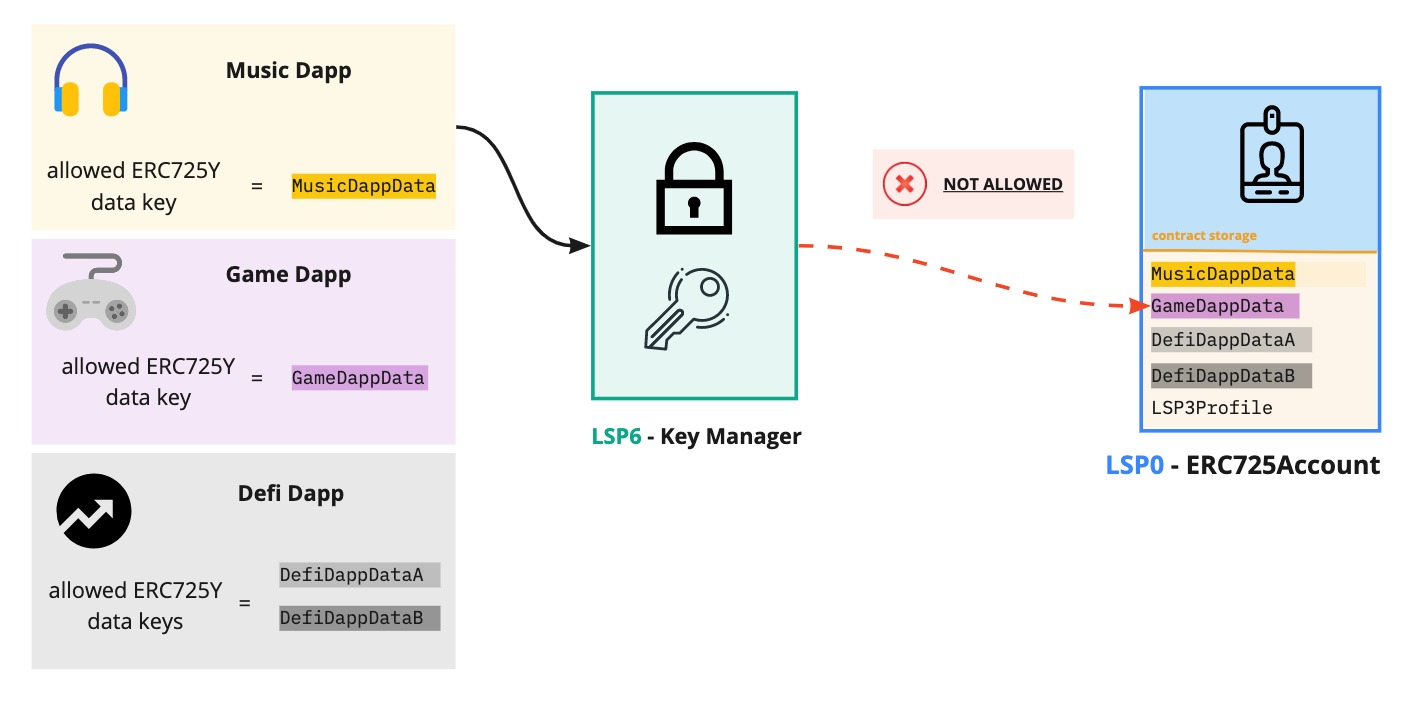 Music Dapp
allowed ERC725Y
data key
=
MusicDappData
Game Dapp
allowed ERC725Y
data key
=
GameDappData
Defi Dapp
allowed ERC725Y
data keys
=
DefiDappDataA
DefiDappDataB
LSP6 - Key Manager
NOT ALLOWED
contract storage
MusicDappData
GameDappData
DefiDappDataA
DefiDappDataB
LSP3Profile
LSP0 - ERC725Account